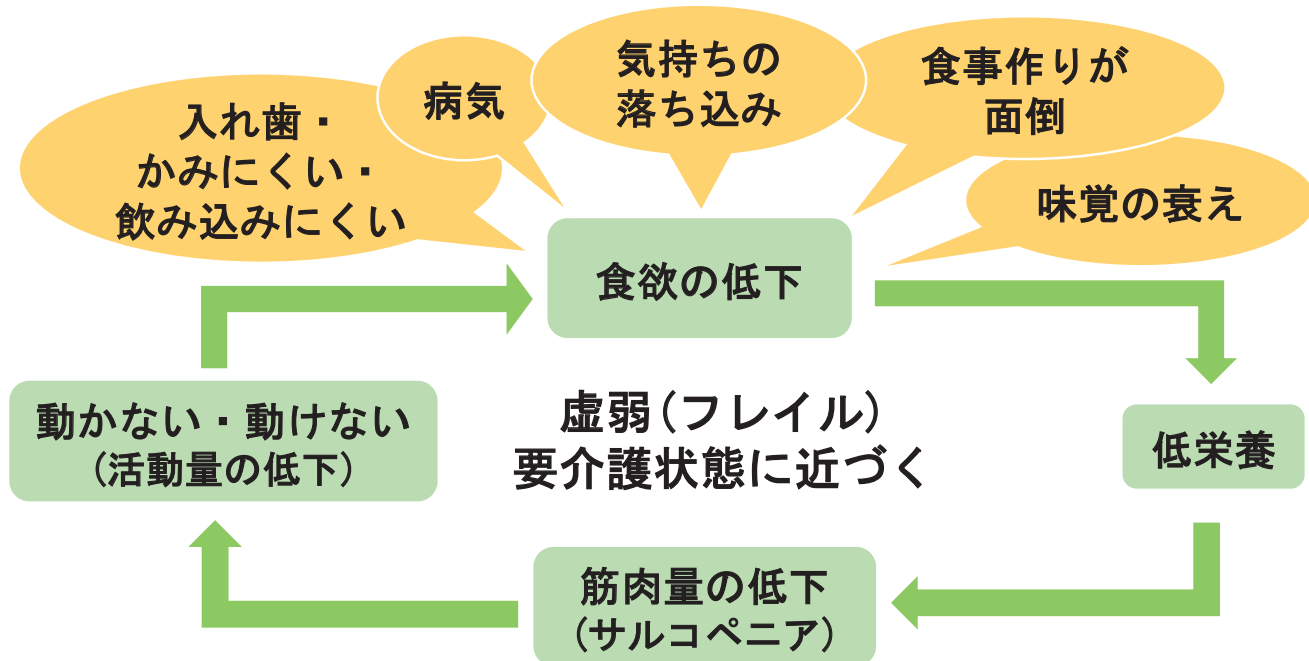 入れ歯・
かみにくい・
飲み込みにくい
病気
気持ちの
落ち込み
食事作りが
面倒
味覚の衰え
食欲の低下
動かない・動けない
(活動量の低下)
虚弱(フレイル)
要介護状態に近づく
低栄養
筋肉量の低下
(サルコペニア)